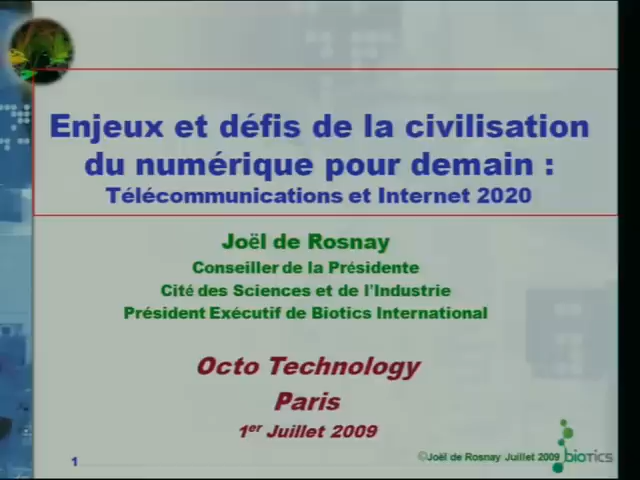 Enjeux et défis de la civilisation
du numérique pour demain :
Télécommunications et Internet 2020
Joël de Rosnay
Conseiller de la Présidente
Cité des Sciences et de l'Industrie
Président Exécutif de Biotics International
Octo Technology
Paris
1er Juillet 2009
1
©Joël de Rosnay Juillet 2009
biotics